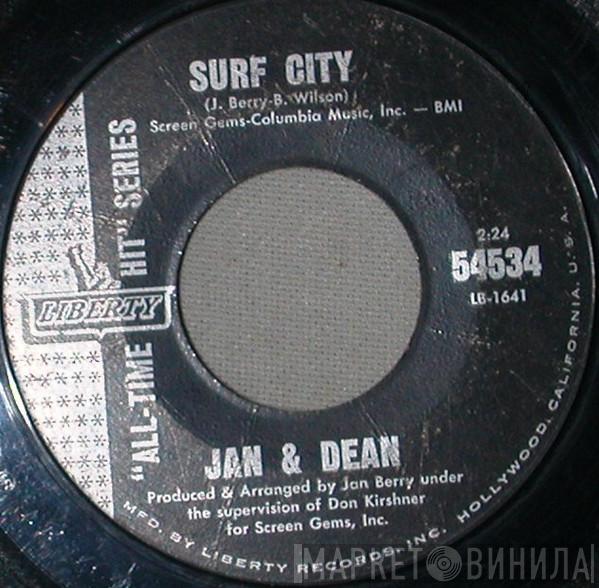 SURF CITY
(J. Berry-B. Wilson)
Screen Gems-Columbia Music, Inc. — BMI
"ALL-TIME HIT" SERIES
LIBERTY
2:24
54534
LB-1641
JAN & DEAN
Produced & Arranged by Jan Berry under
the supervision of Don Kirshner
for Screen Gems, Inc.
MFD. BY LIBERTY RECORDS, INC. HOLLYWOOD, CALIFORNIA, U.S.A.
МАРКЕТ ВИНИЛА